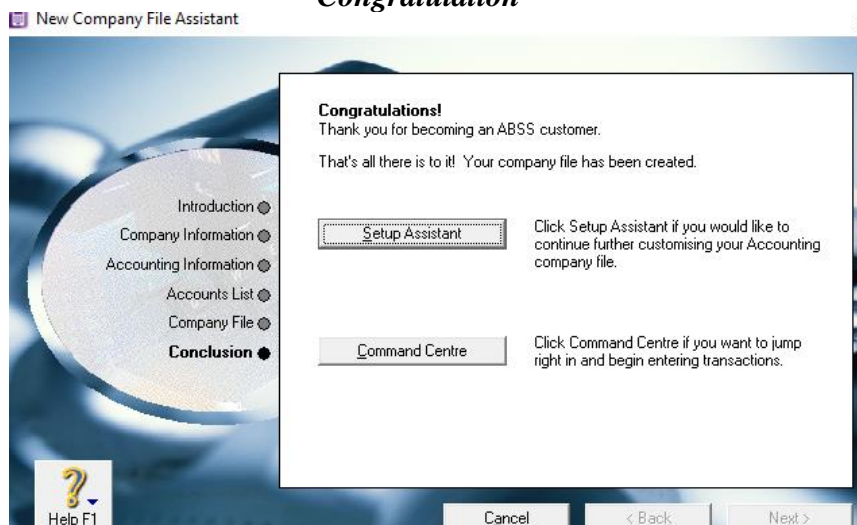 Congratulation
New Company File Assistant
Congratulations!
Thank you for becoming an ABSS customer.
That's all there is to it! Your company file has been created.
Introduction
Company Information
Accounting Information
Accounts List
Company File
Conclusion
Setup Assistant
Click Setup Assistant if you would like to
continue further customising your Accounting
company file.
Command Centre
Click Command Centre if you want to jump
right in and begin entering transactions.
Help F1
Cancel
< Back
Next >